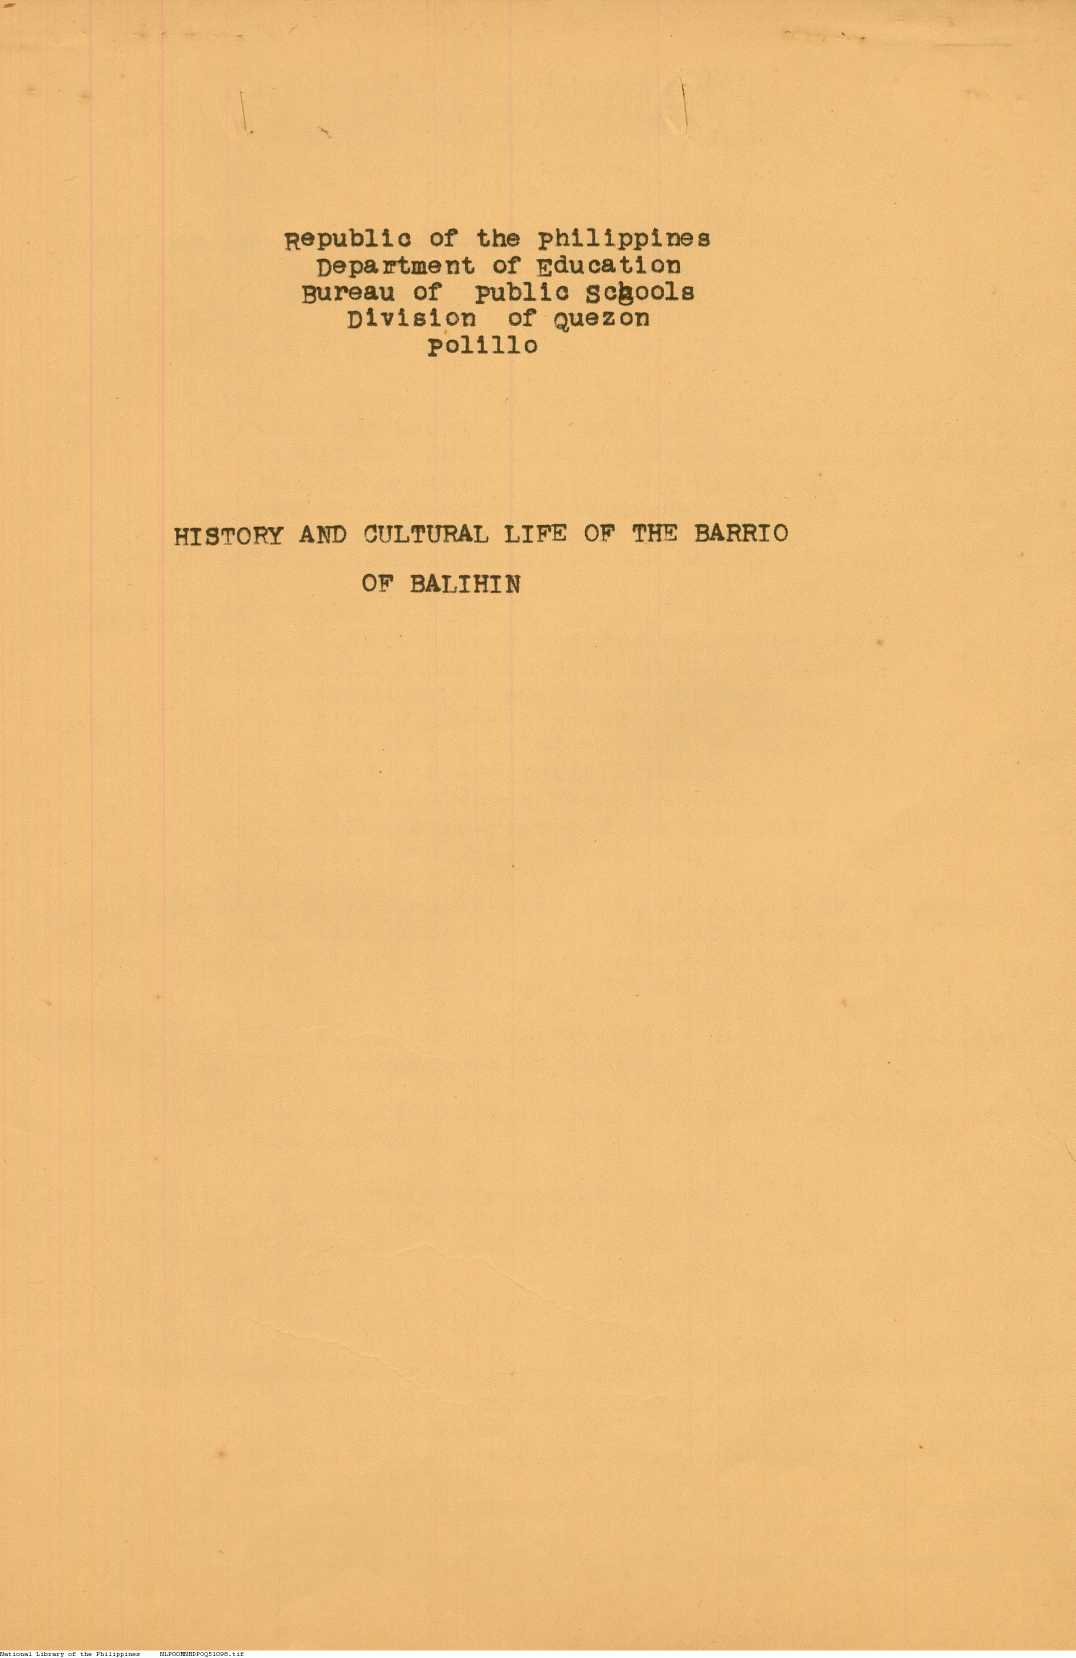 Republic of the Philippines
Department of Education
Bureau of Public Schools
Division of Quezon
Polillo
HISTORY AND CULTURAL LIFE OF THE BARRIO
OF BALIHIN
National Library of the Philippines